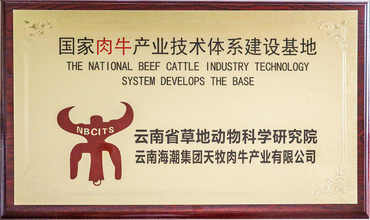 国家肉牛产业技术体系建设基地
THE NATIONAL BEEF CATTLE INDUSTRY TECHNOLOGY
SYSTEM DEVELOPS THE BASE
NBCITS
云南省草地动物科学研究院
云南海潮集团天牧肉牛产业有限公司